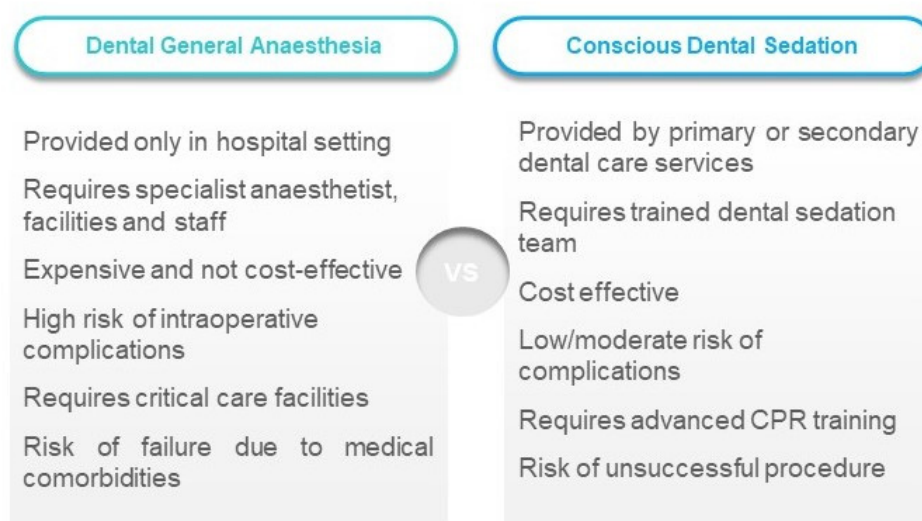 Dental General Anaesthesia
Provided only in hospital setting
Requires specialist anaesthetist,
facilities and staff
Expensive and not cost-effective
High risk of intraoperative
complications
Requires critical care facilities
Risk of failure due to medical
comorbidities
VS
Conscious Dental Sedation
Provided by primary or secondary
dental care services
Requires trained dental sedation
team
Cost effective
Low/moderate risk of
complications
Requires advanced CPR training
Risk of unsuccessful procedure